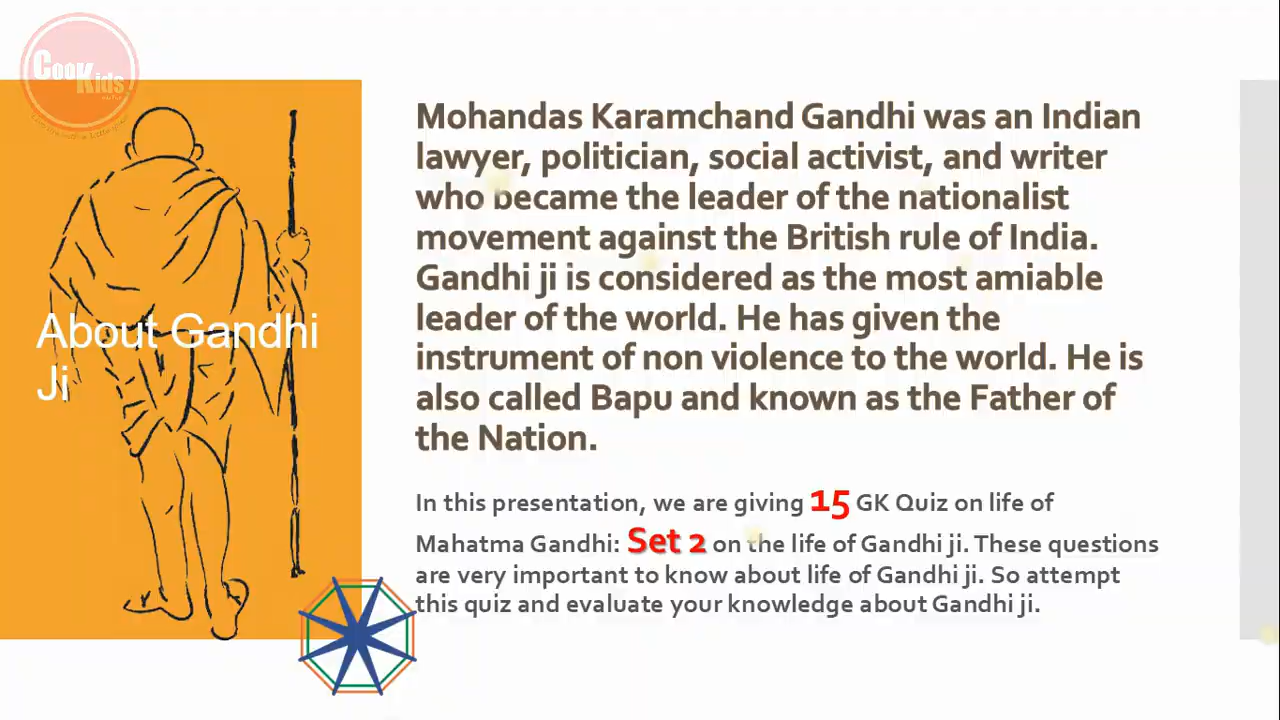 Cook Kids
About Gandhi
Ji
Mohandas Karamchand Gandhi was an Indian
lawyer, politician, social activist, and writer
who became the leader of the nationalist
movement against the British rule of India.
Gandhi ji is considered as the most amiable
leader of the world. He has given the
instrument of non violence to the world. He is
also called Bapu and known as the Father of
the Nation.
In this presentation, we are giving 15 GK Quiz on life of
Mahatma Gandhi: Set 2 on the life of Gandhi ji. These questions
are very important to know about life of Gandhi ji. So attempt
this quiz and evaluate your knowledge about Gandhi ji.